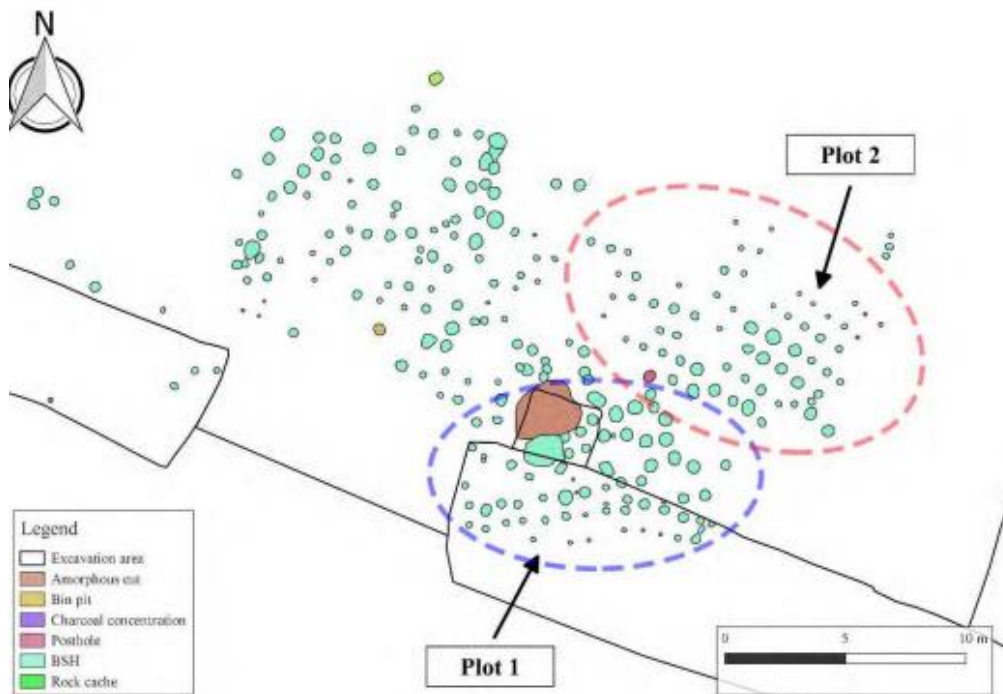 N
Plot 2
Legend
Excavation area
Amorphous cut
Bin pit
Charcoal concentration
Posthole
BSH
Rock cache
0 5 10 m
Plot 1